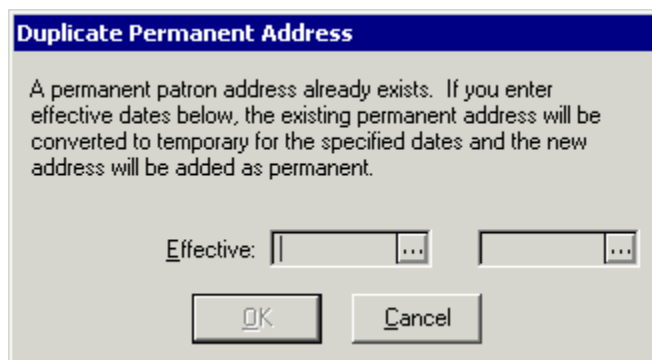 Duplicate Permanent Address
A permanent patron address already exists.  If you enter
effective dates below, the existing permanent address will be
converted to temporary for the specified dates and the new
address will be added as permanent.
Effective: ... ...
OK Cancel